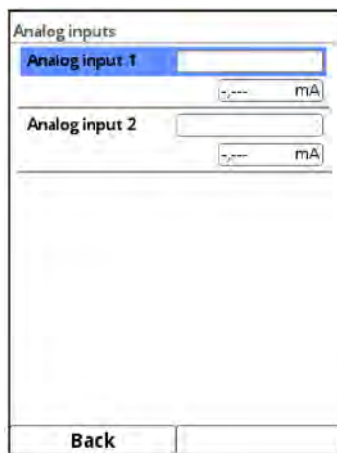 Analog inputs
Analog input 1
-,--- mA
Analog input 2
-,--- mA
Back